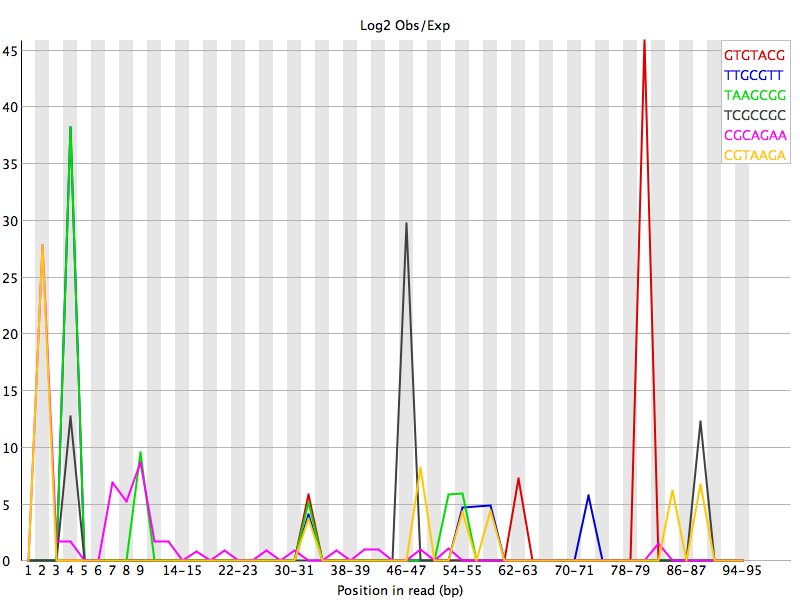 Log2 Obs/Exp
45
40
35
30
25
20
15
10
5
0
GTGTACG
TTGCGTT
TAAGCGG
TCGCCGC
CGCAGAA
CGTAAGA
1 2 3 4 5 6 7 8 9 14-15 22-23 30-31 38-39 46-47 54-55 62-63 70-71 78-79 86-87 94-95
Position in read (bp)